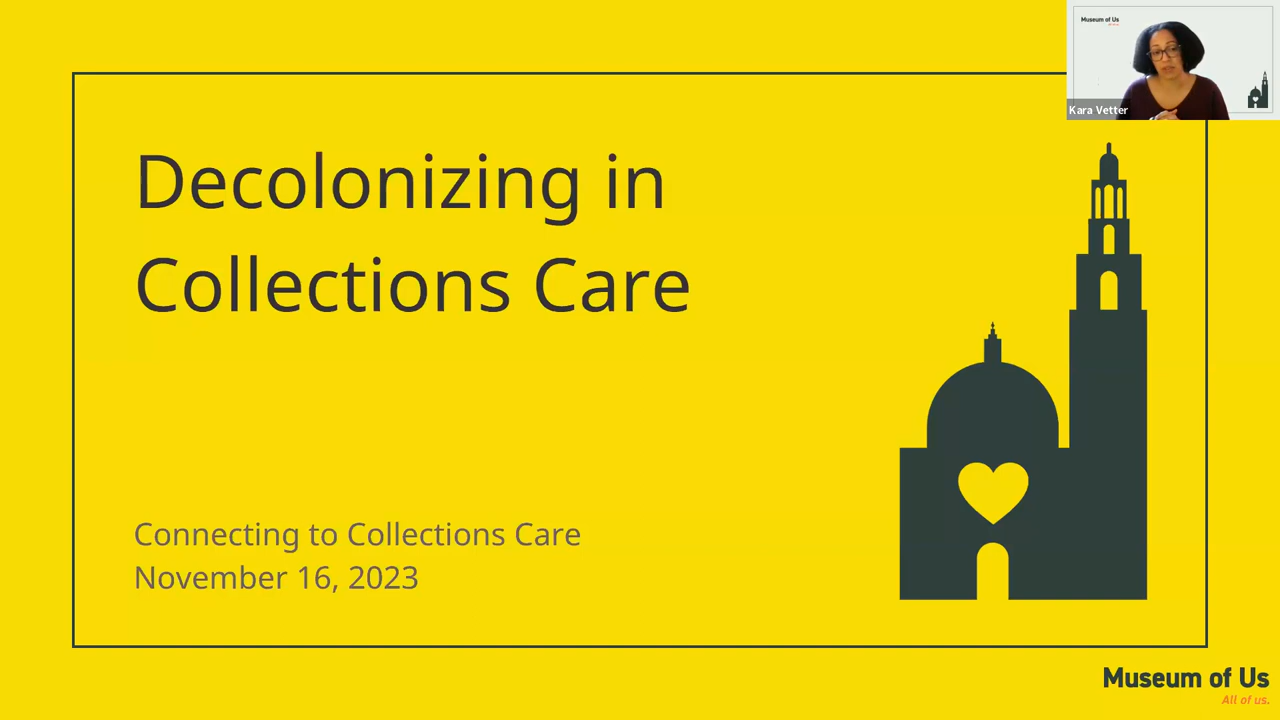 Museum of Us
Kara Vetter
Decolonizing in
Collections Care
Connecting to Collections Care
November 16, 2023
Museum of Us
All of us.